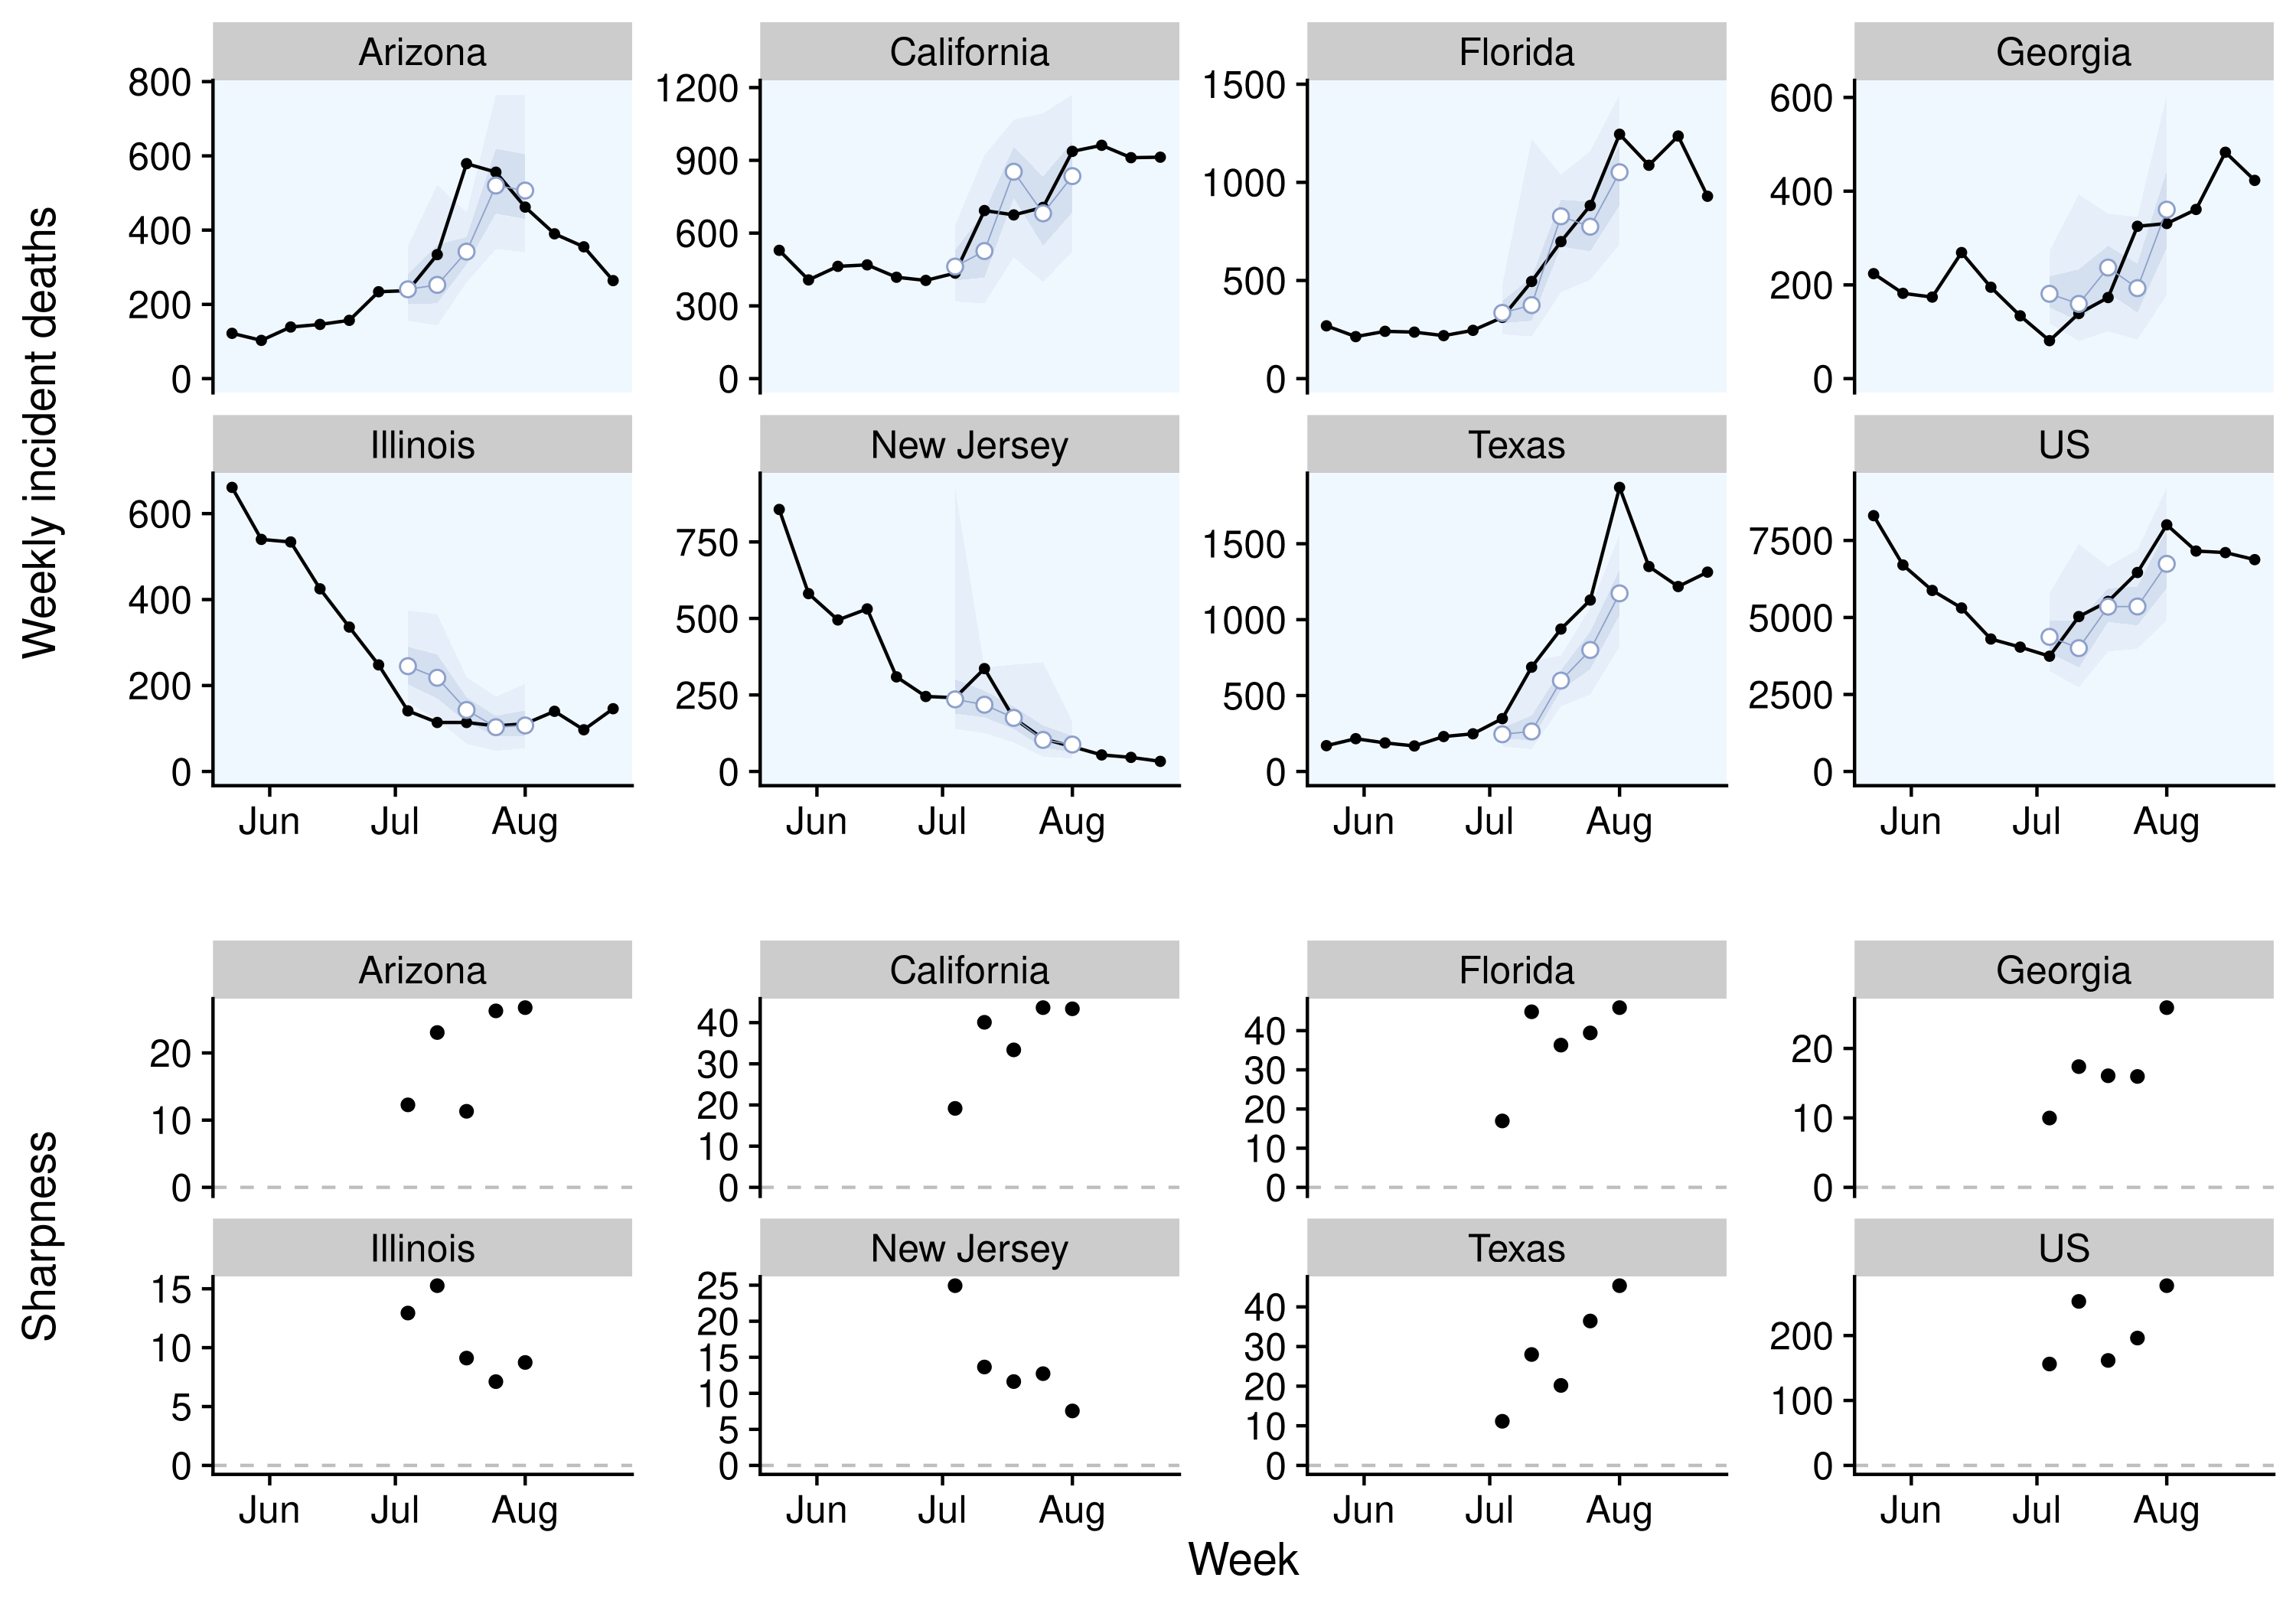 Arizona California Florida Georgia
800 600 400 200 0
1200 900 600 300 0
1500 1000 500 0
600 400 200 0
Weekly incident deaths
Illinois New Jersey Texas US
600 400 200 0
750 500 250 0
1500 1000 500 0
7500 5000 2500 0
Jun Jul Aug Jun Jul Aug Jun Jul Aug Jun Jul Aug
Arizona California Florida Georgia
20 10 0
40 30 20 10 0
40 30 20 10 0
20 10 0
Sharpness
Illinois New Jersey Texas US
15 10 5 0
25 20 15 10 5 0
40 30 20 10 0
200 100 0
Jun Jul Aug Jun Jul Aug Jun Jul Aug Jun Jul Aug
Week